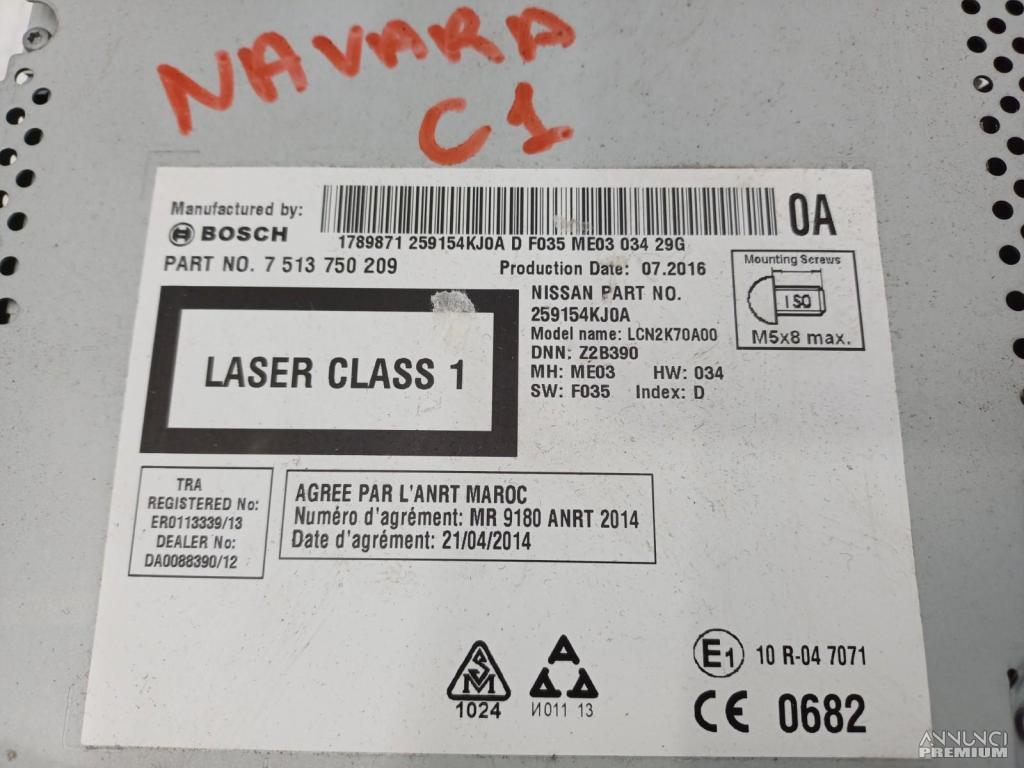 NAVARA
C1
Manufactured by:
BOSCH
1789871 259154KJ0A D F035 ME03 034 29G
0A
PART NO. 7 513 750 209
Production Date: 07.2016
Mounting Screws
ISO
M5x8 max.
NISSAN PART NO.
259154KJ0A
Model name: LCN2K70A00
DNN: Z2B390
MH: ME03 HW: 034
SW: F035 Index: D
LASER CLASS 1
TRA
REGISTERED No:
ER0113339/13
DEALER No:
DA0088390/12
AGREE PAR L'ANRT MAROC
Numéro d'agrément: MR 9180 ANRT 2014
Date d'agrément: 21/04/2014
SM
1024
И011 13
E1 10 R-04 7071
CE 0682
ANNUNCI
PREMIUM